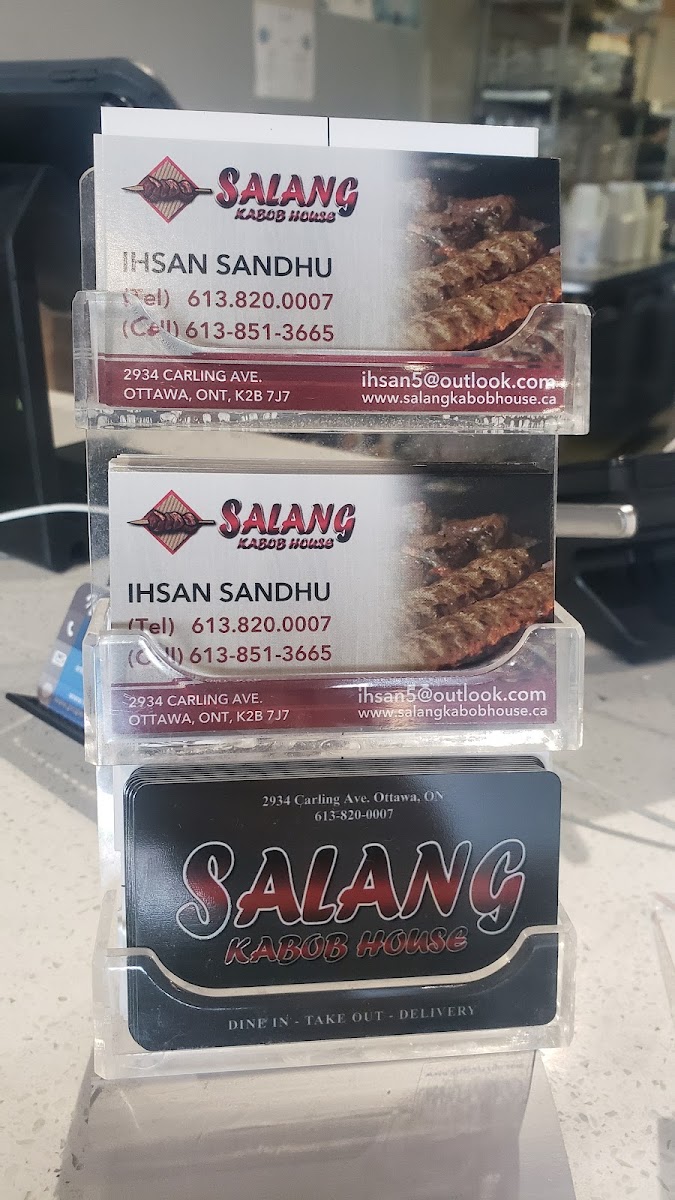 SALANG
KABOB HOUSE
IHSAN SANDHU
(Tel) 613.820.0007
(Cell) 613-851-3665
2934 CARLING AVE.
OTTAWA, ONT, K2B 7J7
ihsan5@outlook.com
www.salangkabobhouse.ca
SALANG
KABOB HOUSE
IHSAN SANDHU
(Tel) 613.820.0007
(Cell) 613-851-3665
2934 CARLING AVE.
OTTAWA, ONT, K2B 7J7
ihsan5@outlook.com
www.salangkabobhouse.ca
2934 Carling Ave. Ottawa, ON
613-820-0007
SALANG
KABOB HOUSE
DINE IN - TAKE OUT - DELIVERY